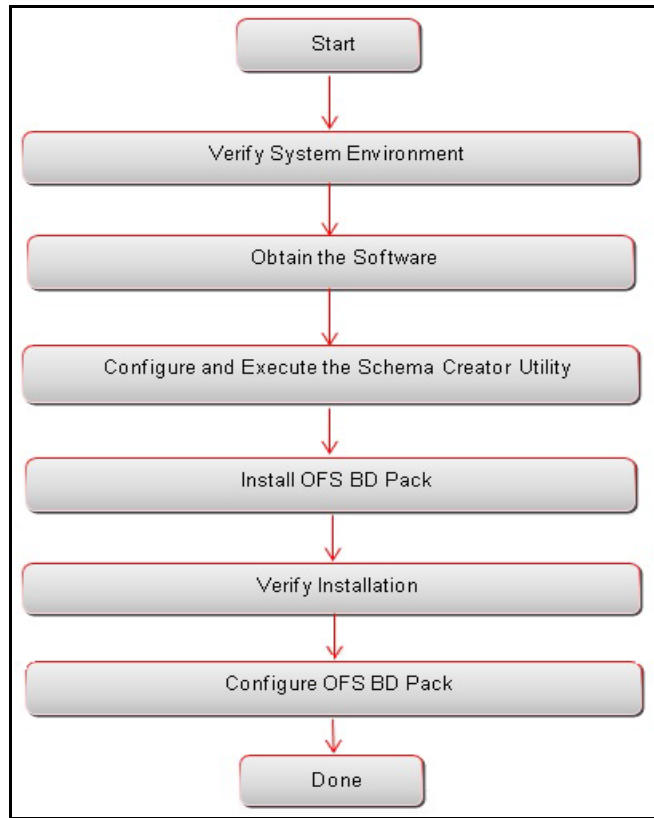 Start
Verify System Environment
Obtain the Software
Configure and Execute the Schema Creator Utility
Install OFS BD Pack
Verify Installation
Configure OFS BD Pack
Done